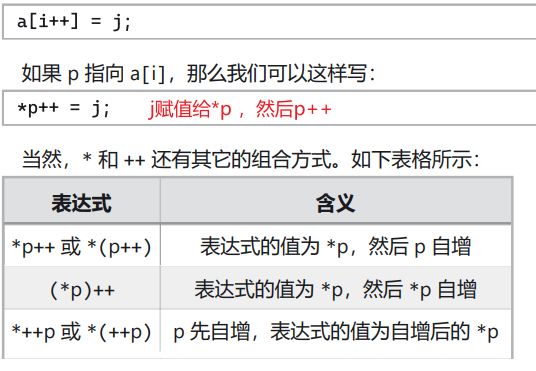 a[i++] = j;
如果 p 指向 a[i]，那么我们可以这样写：
*p++ = j; j赋值给*p ，然后p++
当然，* 和 ++ 还有其它的组合方式。如下表格所示：
表达式 含义
*p++ 或 *(p++) 表达式的值为 *p，然后 p 自增
(*p)++ 表达式的值为 *p，然后 *p 自增
*++p 或 *(++p) p 先自增，表达式的值为自增后的 *p